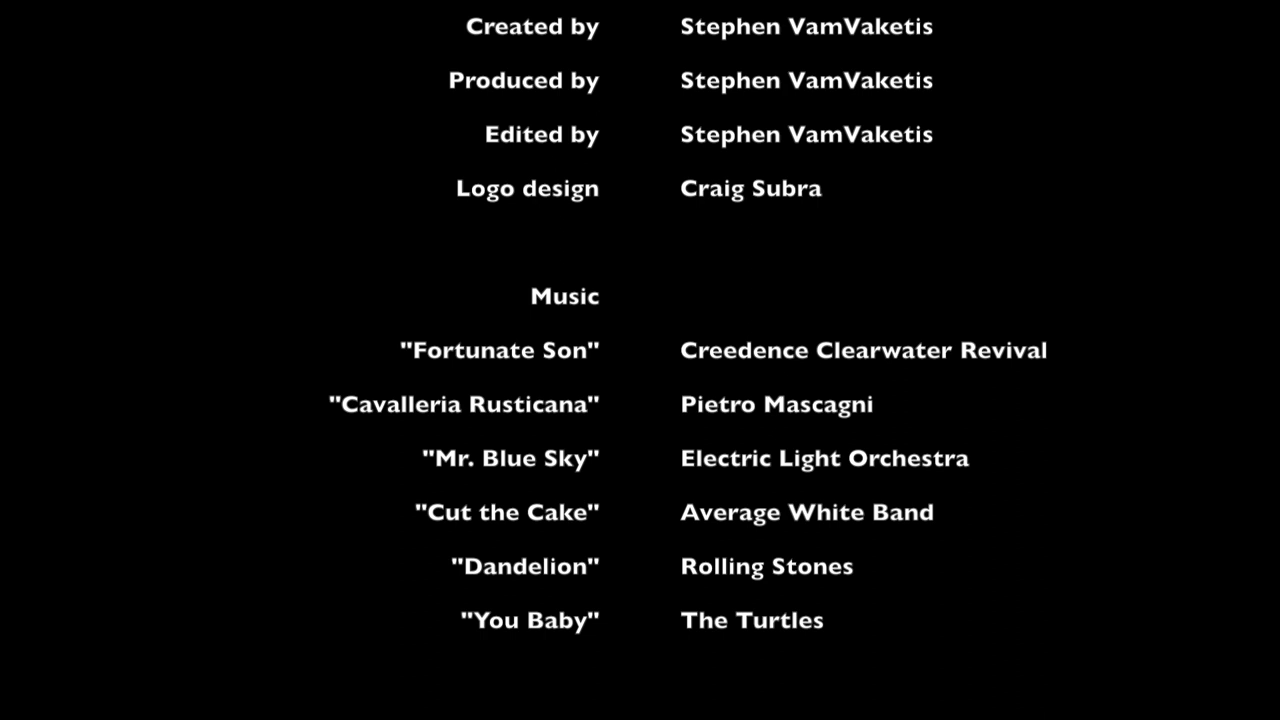 Created by Stephen VamVaketis
Produced by Stephen VamVaketis
Edited by Stephen VamVaketis
Logo design Craig Subra
Music
"Fortunate Son" Creedence Clearwater Revival
"Cavalleria Rusticana" Pietro Mascagni
"Mr. Blue Sky" Electric Light Orchestra
"Cut the Cake" Average White Band
"Dandelion" Rolling Stones
"You Baby" The Turtles